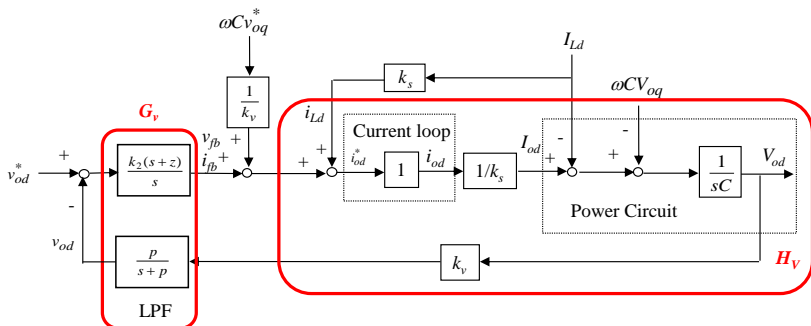 ωCv*oq
I_Ld
k_s
ωCV_oq
G_v
1/k_v
i_Ld
Current loop
v_fb
+
-
-
v*od
+
k_2(s+z)/s
i_fb
+
+
+
i*od
1
i_od
1/k_s
I_od
+
+
1/sC
V_od
-
Power Circuit
v_od
p/(s+p)
k_v
H_V
LPF